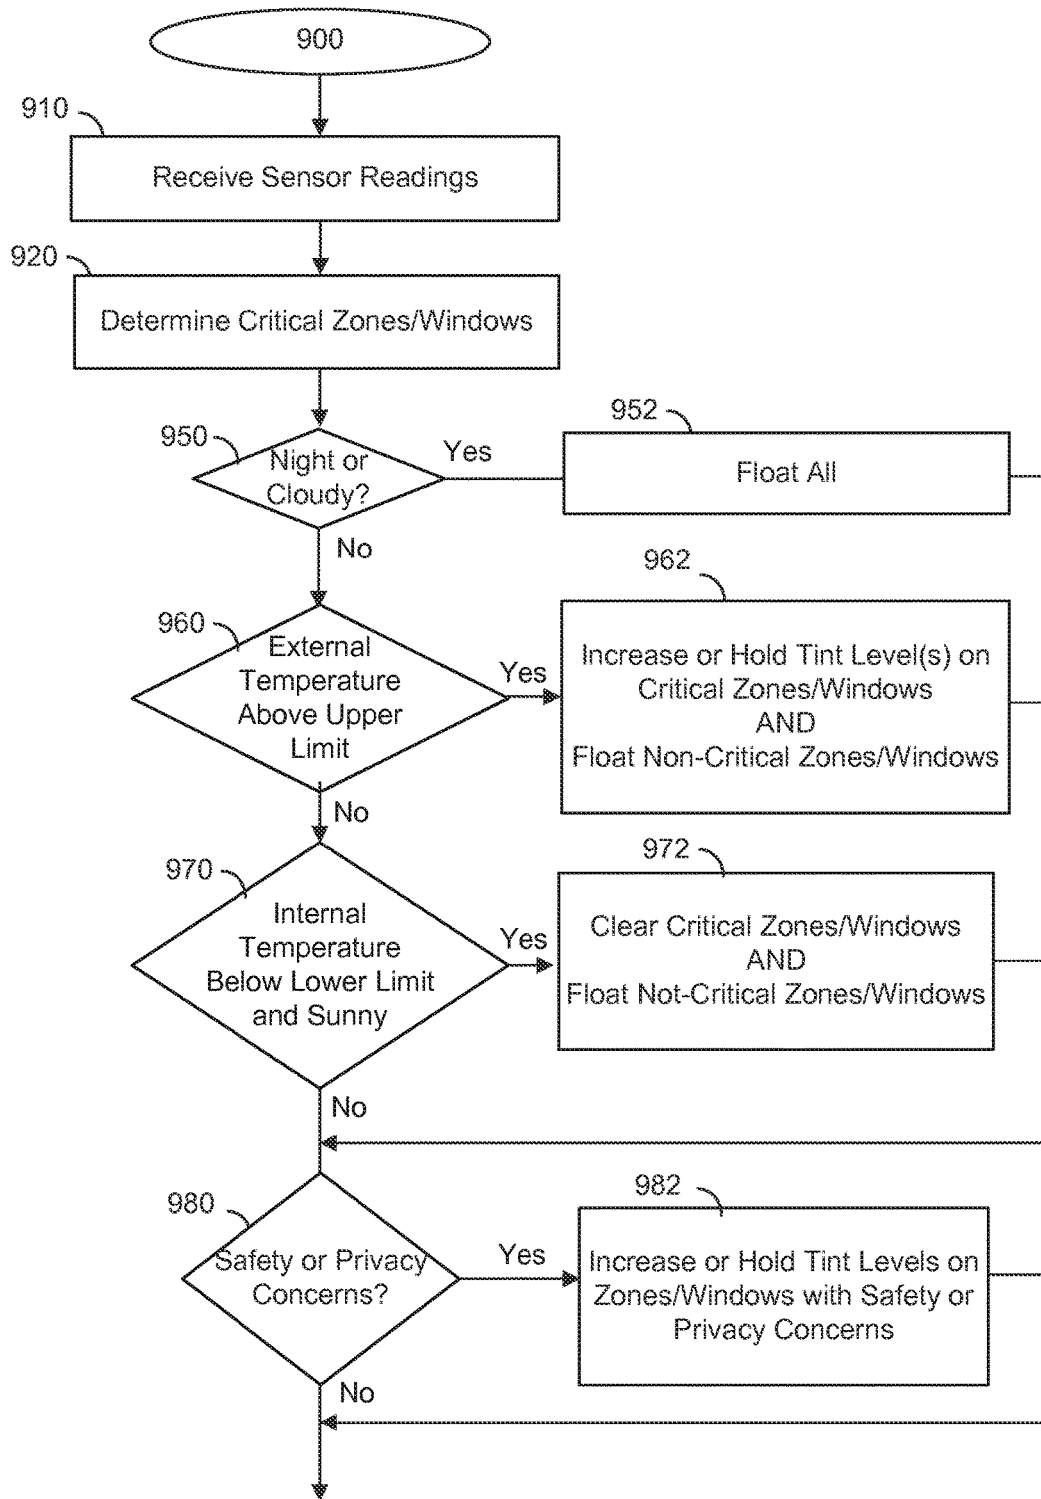 900
910
Receive Sensor Readings
920
Determine Critical Zones/Windows
950
Night or
Cloudy?
Yes
952
Float All
No
960
External
Temperature
Above Upper
Limit
Yes
962
Increase or Hold Tint Level(s) on
Critical Zones/Windows
AND
Float Non-Critical Zones/Windows
No
970
Internal
Temperature
Below Lower Limit
and Sunny
Yes
972
Clear Critical Zones/Windows
AND
Float Not-Critical Zones/Windows
No
980
Safety or Privacy
Concerns?
Yes
982
Increase or Hold Tint Levels on
Zones/Windows with Safety or
Privacy Concerns
No